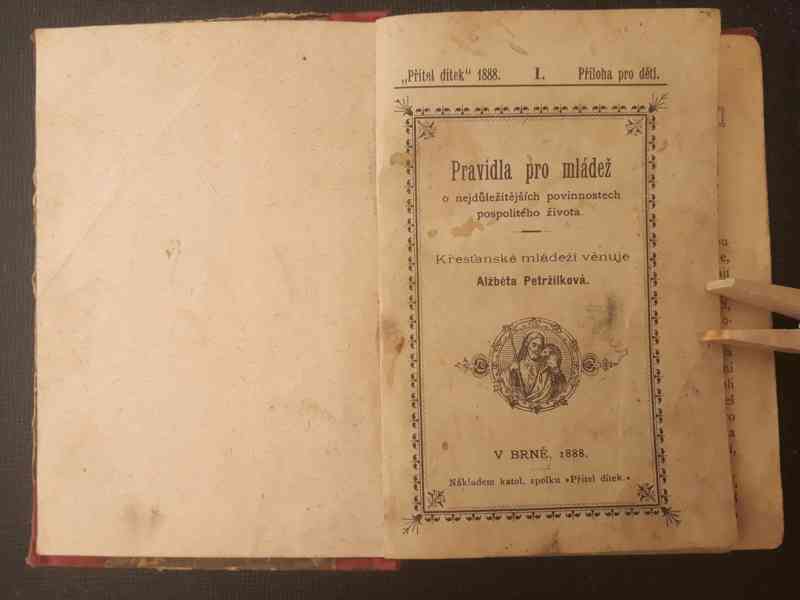 „Přítel dítek“ 1888. I. Příloha pro děti.
Pravidla pro mládež
o nejdůležitějších povinnostech
pospolitého života.
Křesťanské mládeži věnuje
Alžběta Petržilková.
V BRNĚ, 1888.
Nákladem katol. spolku »Přítel dítek.«